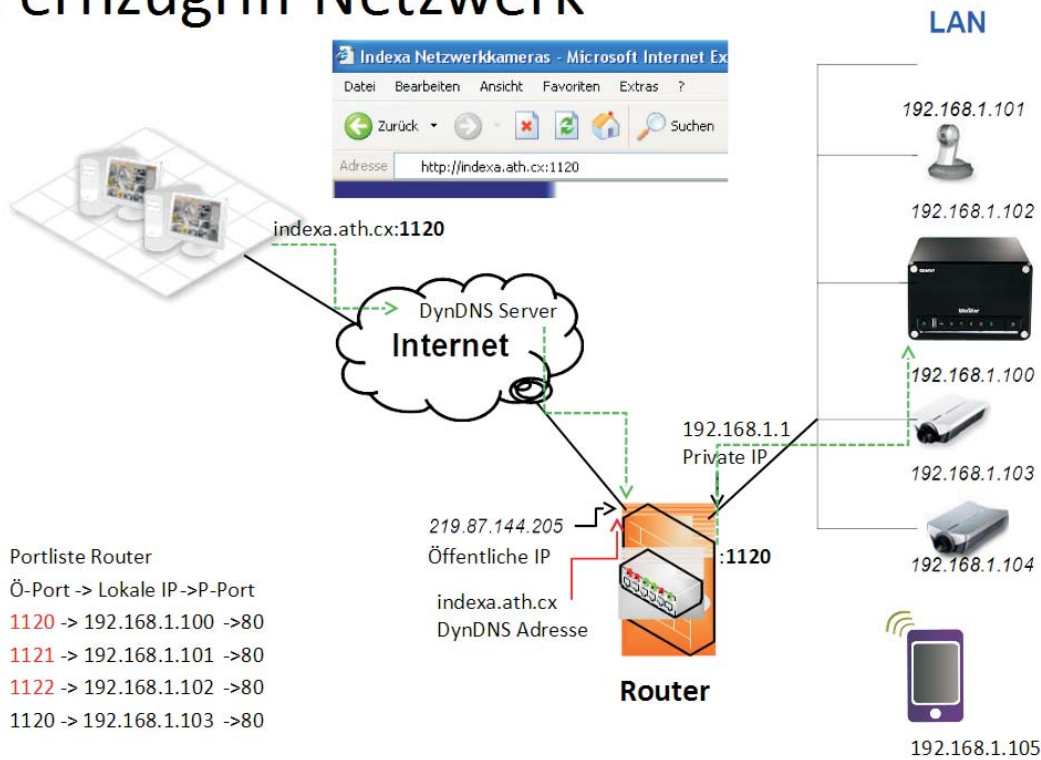 Fernzugriff Netzwerk
LAN
Indexa Netzwerkkameras - Microsoft Internet Ex
Datei Bearbeiten Ansicht Favoriten Extras ?
Zurück Suchen
Adresse http://indexa.ath.cx:1120
192.168.1.101
192.168.1.102
indexa.ath.cx:1120
DynDNS Server
Internet
MiniStar
192.168.1.100
192.168.1.1
Private IP
192.168.1.103
219.87.144.205
Öffentliche IP
:1120
192.168.1.104
indexa.ath.cx
DynDNS Adresse
Portliste Router
Ö-Port -> Lokale IP->P-Port
1120 -> 192.168.1.100 ->80
1121 -> 192.168.1.101 ->80
1122 -> 192.168.1.102 ->80
1120 -> 192.168.1.103 ->80
Router
192.168.1.105